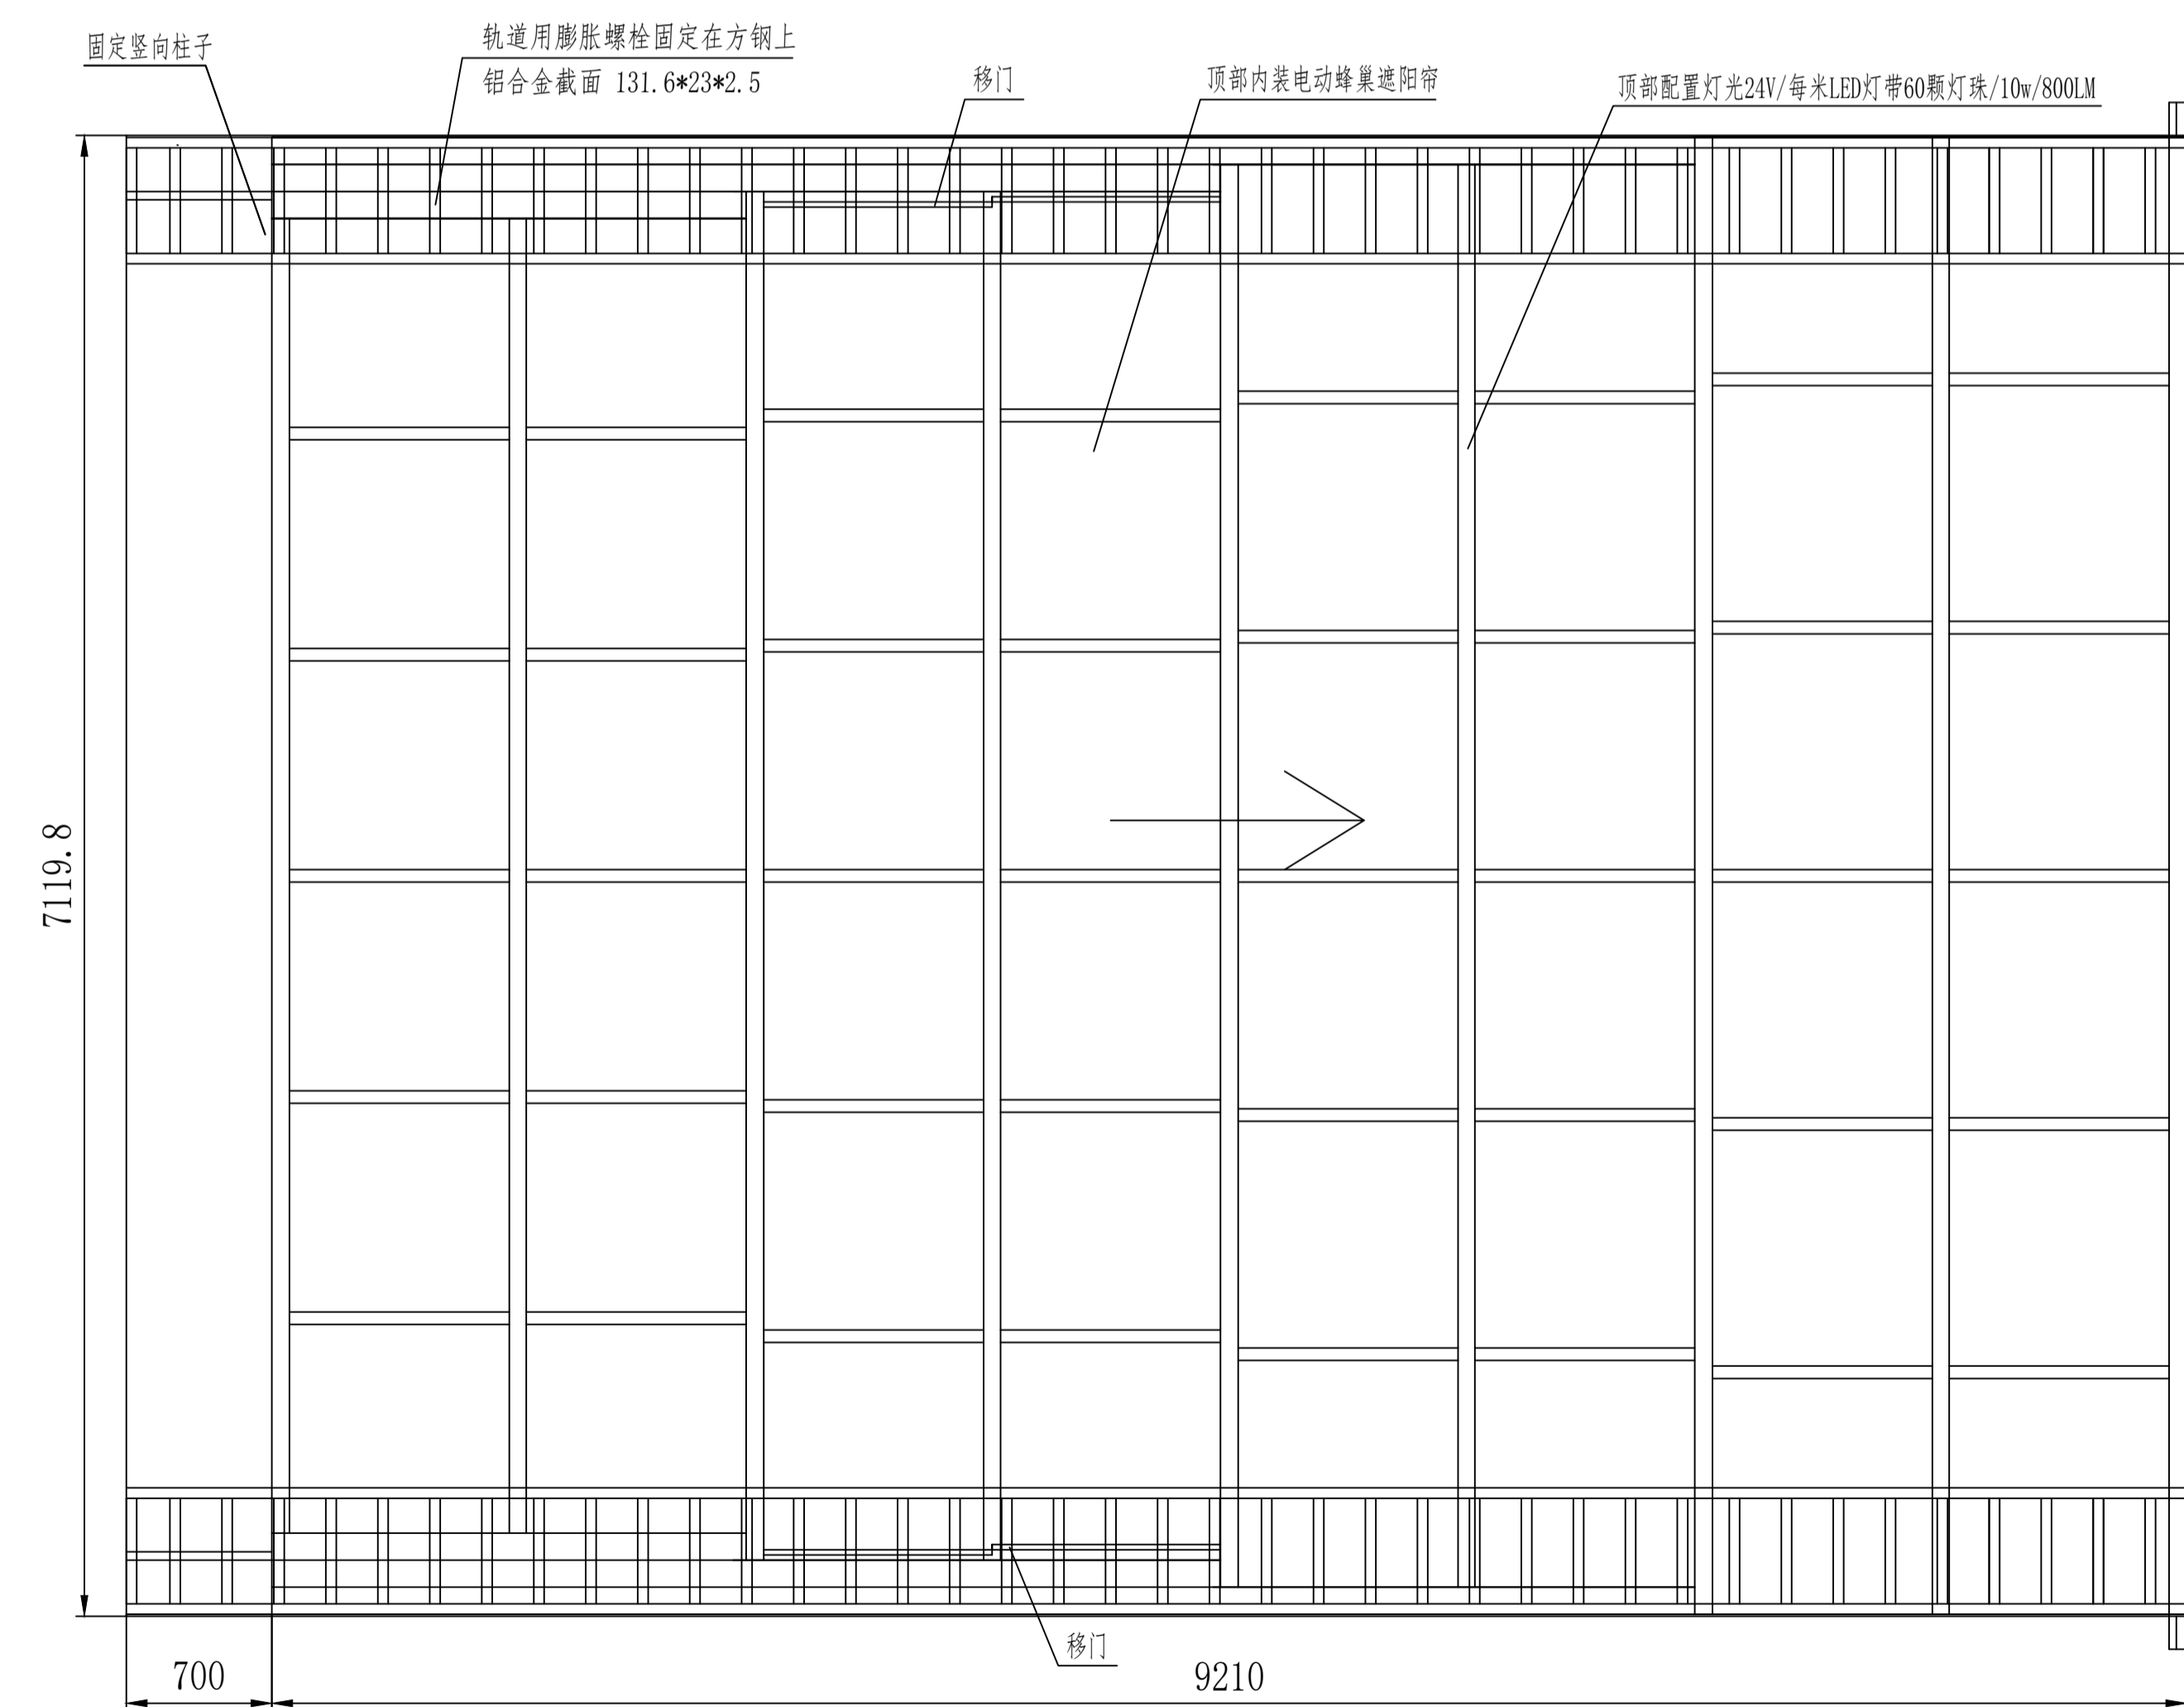 固定竖向柱子
轨道用膨胀螺栓固定在方钢上
铝合金截面 131.6*23*2.5
移门
顶部内装电动蜂巢遮阳帘
顶部配置灯光24V/每米LED灯带60颗灯珠/10w/800LM
7119.8
移门
700
9210